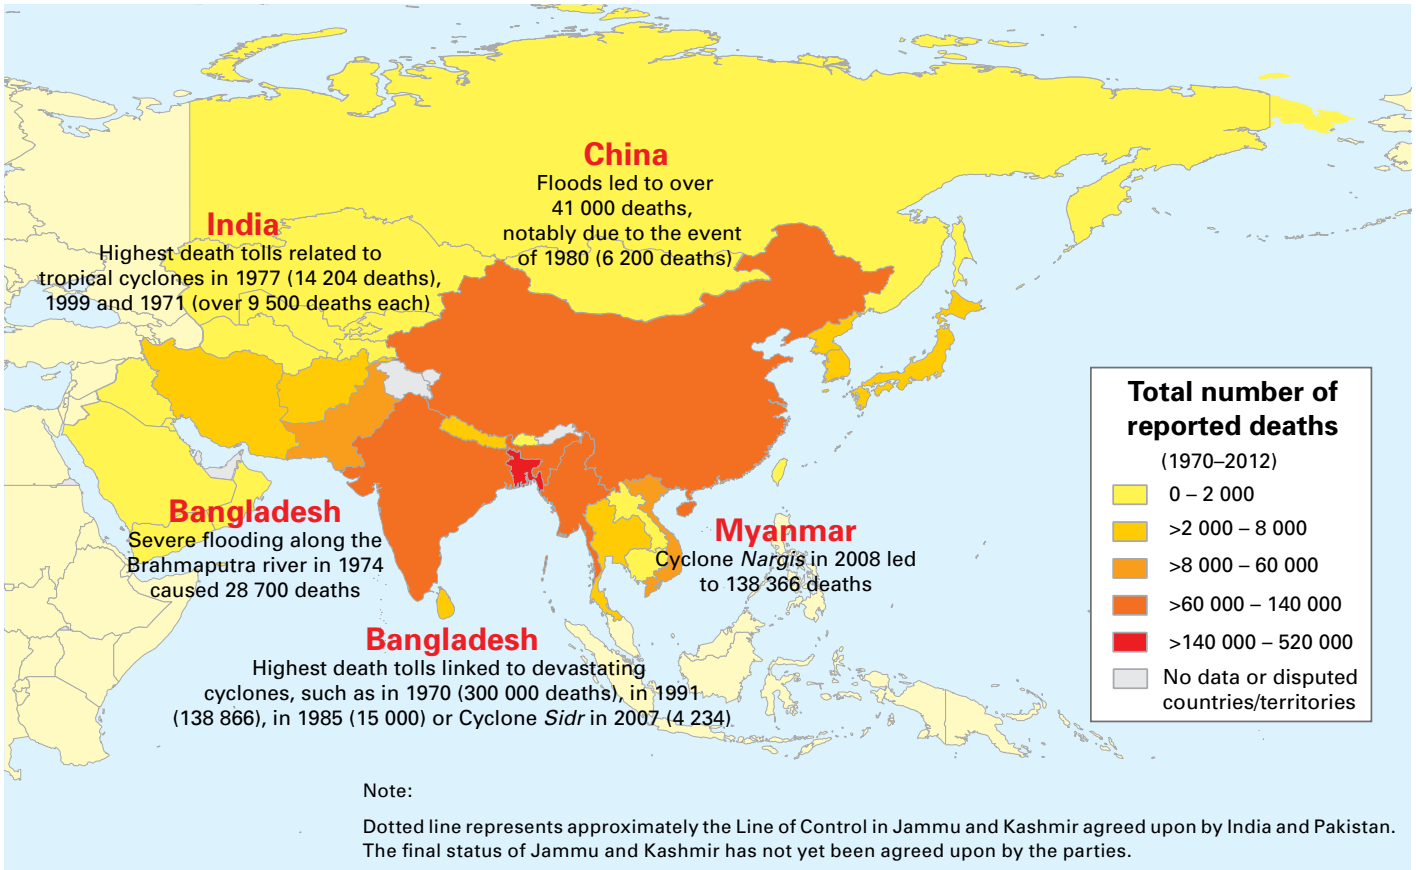 China
Floods led to over
41 000 deaths,
notably due to the event
of 1980 (6 200 deaths)
India
Highest death tolls related to
tropical cyclones in 1977 (14 204 deaths),
1999 and 1971 (over 9 500 deaths each)
Bangladesh
Severe flooding along the
Brahmaputra river in 1974
caused 28 700 deaths
Myanmar
Cyclone Nargis in 2008 led
to 138 366 deaths
Bangladesh
Highest death tolls linked to devastating
cyclones, such as in 1970 (300 000 deaths), in 1991
(138 866), in 1985 (15 000) or Cyclone Sidr in 2007 (4 234)
Total number of
reported deaths
(1970–2012)
0 – 2 000
>2 000 – 8 000
>8 000 – 60 000
>60 000 – 140 000
>140 000 – 520 000
No data or disputed
countries/territories
Note:
Dotted line represents approximately the Line of Control in Jammu and Kashmir agreed upon by India and Pakistan.
The final status of Jammu and Kashmir has not yet been agreed upon by the parties.